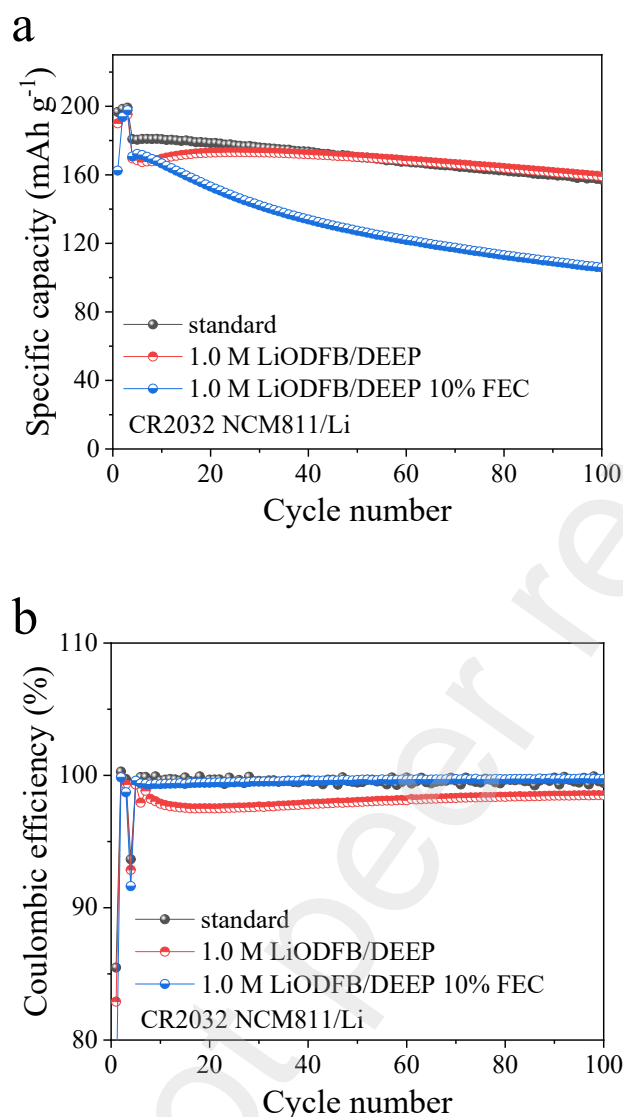 a
Specific capacity (mAh g⁻¹)
200
160
120
80
40
0
standard
1.0 M LiODFB/DEEP
1.0 M LiODFB/DEEP 10% FEC
CR2032 NCM811/Li
0 20 40 60 80 100
Cycle number
b
Coulombic efficiency (%)
110
100
90
80
standard
1.0 M LiODFB/DEEP
1.0 M LiODFB/DEEP 10% FEC
CR2032 NCM811/Li
0 20 40 60 80 100
Cycle number
ot peer re